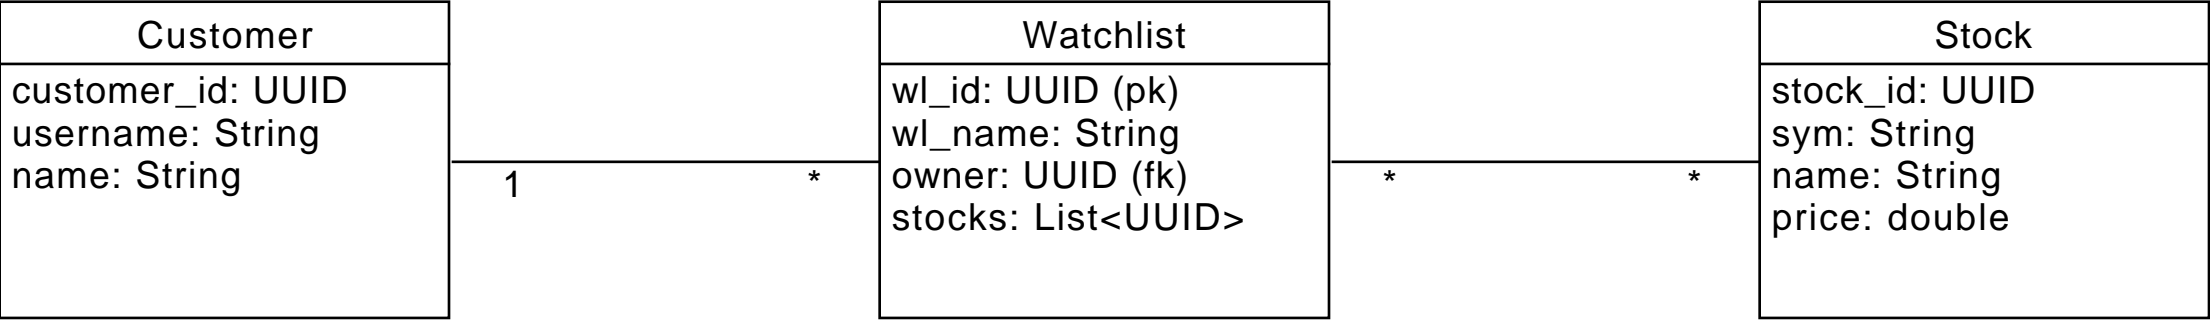 Customer
customer_id: UUID
username: String
name: String
1
*
Watchlist
wl_id: UUID (pk)
wl_name: String
owner: UUID (fk)
stocks: List<UUID>
*
*
Stock
stock_id: UUID
sym: String
name: String
price: double